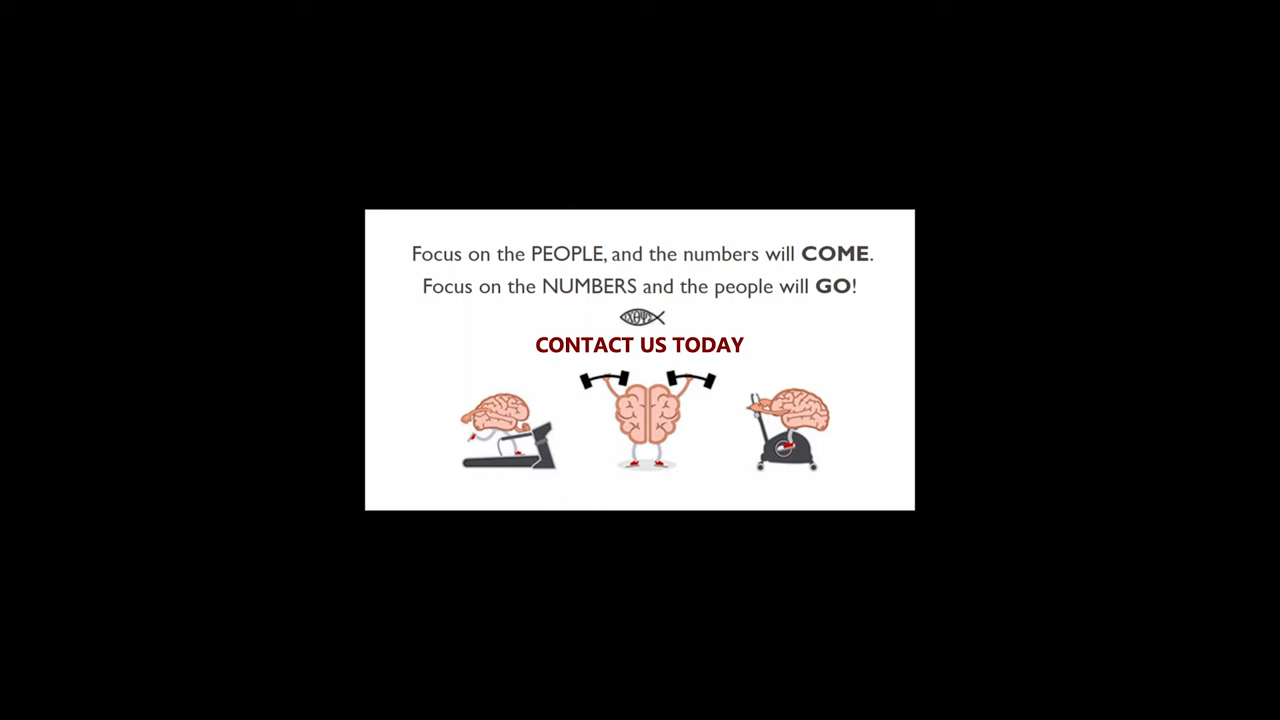 Focus on the PEOPLE, and the numbers will COME.
Focus on the NUMBERS and the people will GO!
CONTACT US TODAY